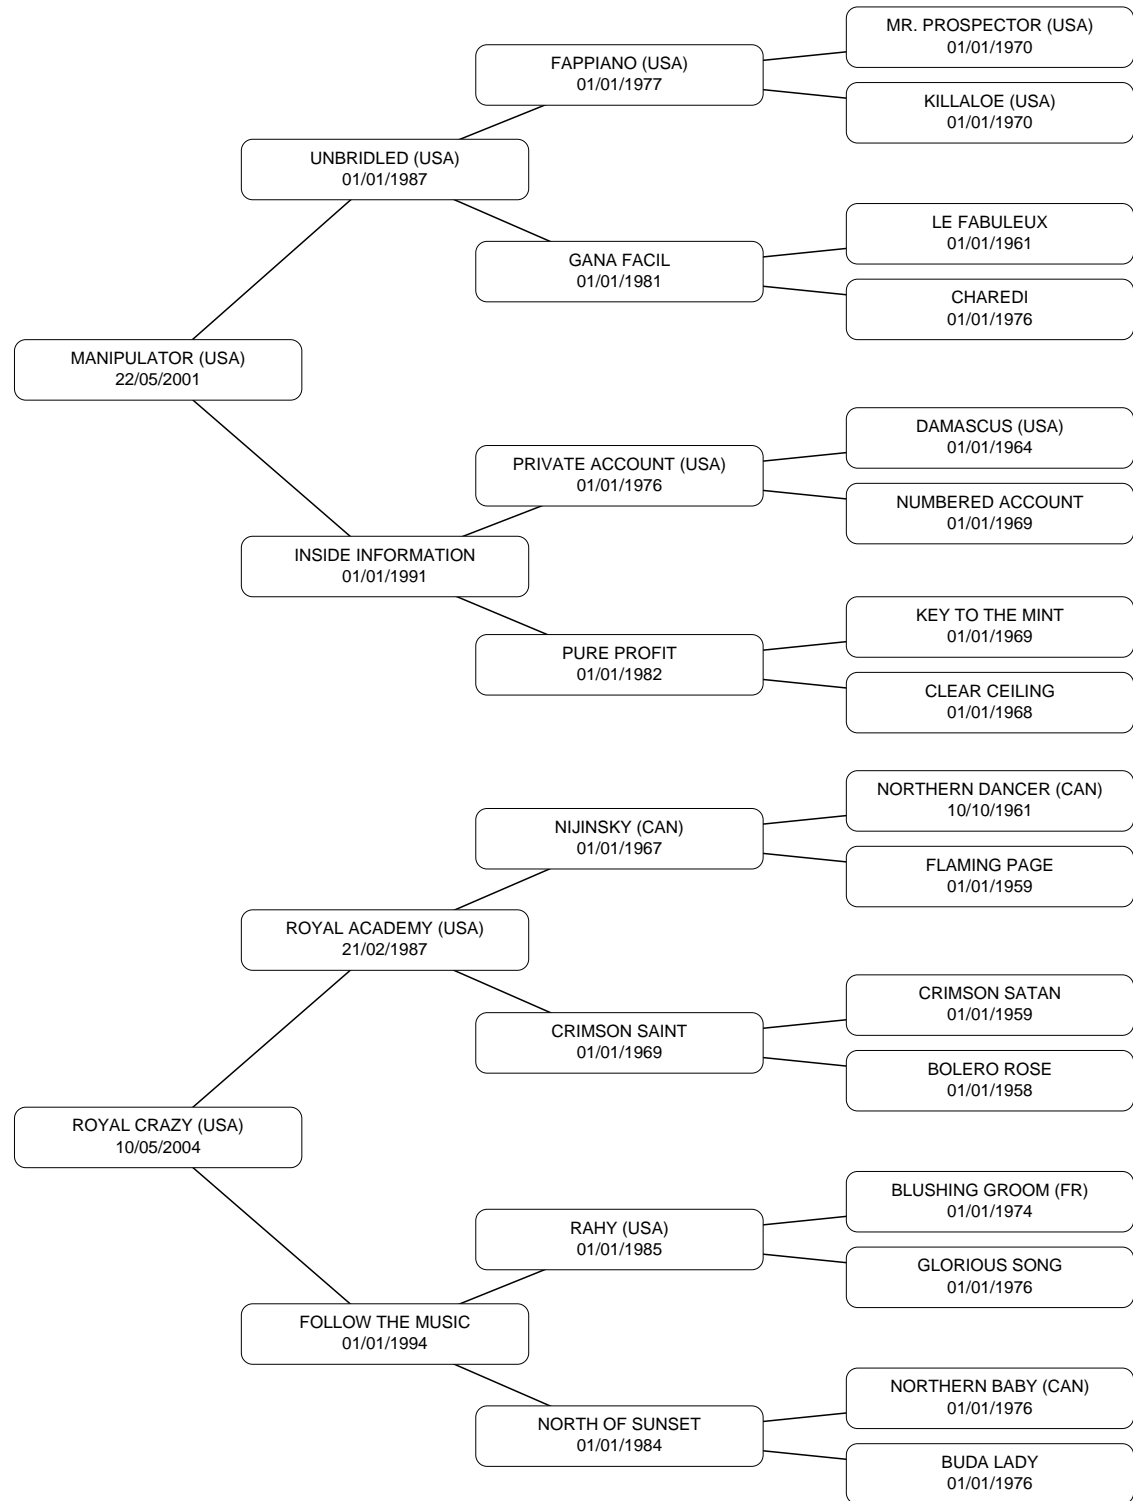 MR. PROSPECTOR (USA)
01/01/1970
FAPPIANO (USA)
01/01/1977
KILLALOE (USA)
01/01/1970
UNBRIDLED (USA)
01/01/1987
LE FABULEUX
01/01/1961
GANA FACIL
01/01/1981
CHAREDI
01/01/1976
MANIPULATOR (USA)
22/05/2001
DAMASCUS (USA)
01/01/1964
PRIVATE ACCOUNT (USA)
01/01/1976
NUMBERED ACCOUNT
01/01/1969
INSIDE INFORMATION
01/01/1991
KEY TO THE MINT
01/01/1969
PURE PROFIT
01/01/1982
CLEAR CEILING
01/01/1968
NORTHERN DANCER (CAN)
10/10/1961
NIJINSKY (CAN)
01/01/1967
FLAMING PAGE
01/01/1959
ROYAL ACADEMY (USA)
21/02/1987
CRIMSON SATAN
01/01/1959
CRIMSON SAINT
01/01/1969
BOLERO ROSE
01/01/1958
ROYAL CRAZY (USA)
10/05/2004
BLUSHING GROOM (FR)
01/01/1974
RAHY (USA)
01/01/1985
GLORIOUS SONG
01/01/1976
FOLLOW THE MUSIC
01/01/1994
NORTHERN BABY (CAN)
01/01/1976
NORTH OF SUNSET
01/01/1984
BUDA LADY
01/01/1976